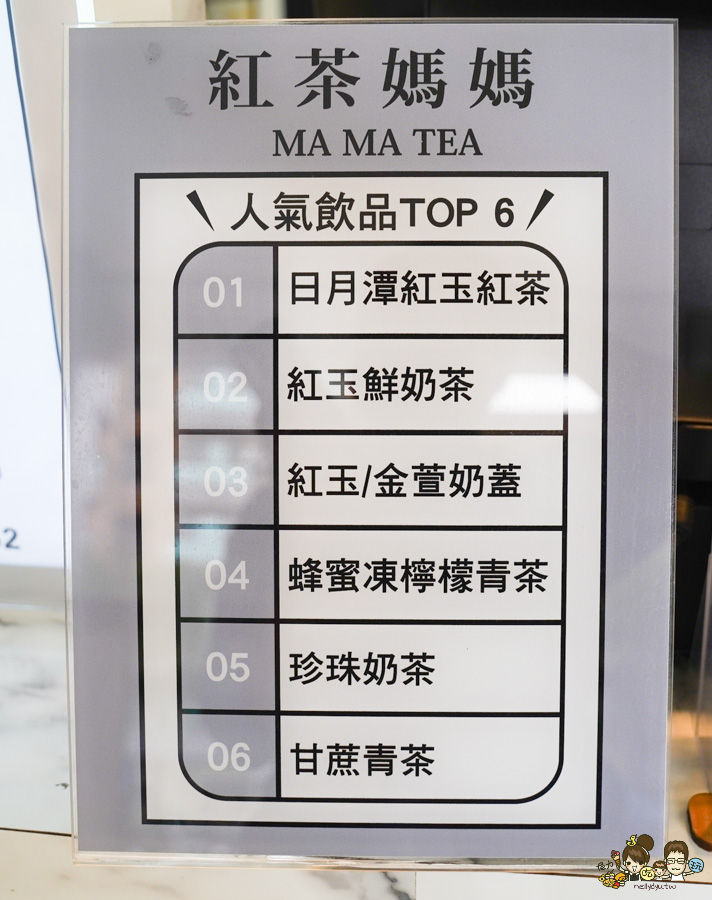 紅茶媽媽
MA MA TEA
人氣飲品TOP 6
01 日月潭紅玉紅茶
02 紅玉鮮奶茶
03 紅玉/金萱奶蓋
04 蜂蜜凍檸檬青茶
05 珍珠奶茶
06 甘蔗青茶